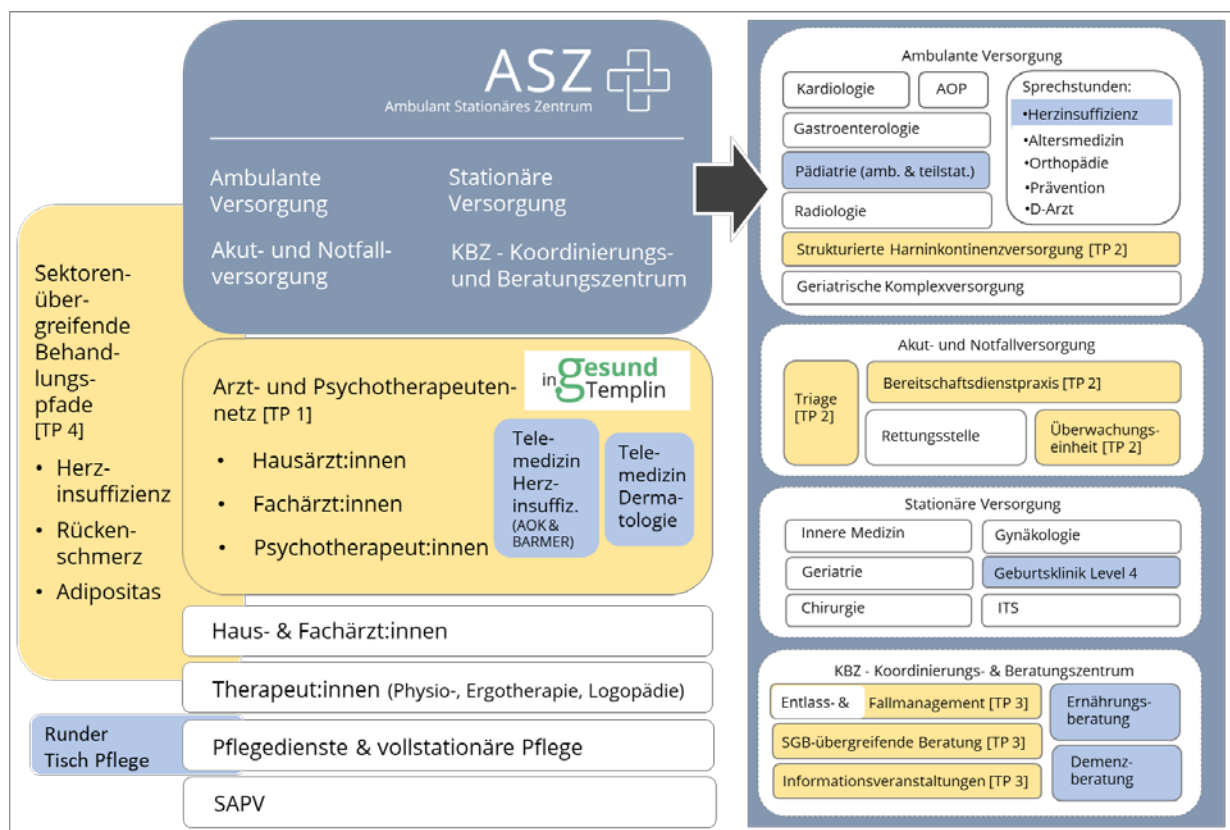 ASZ
Ambulant Stationäres Zentrum
Ambulante
Versorgung
Stationäre
Versorgung
Akut- und Notfall-
versorgung
KBZ - Koordinierungs-
und Beratungszentrum
Sektoren-
über-
greifende
Behand-
lungs-
pfade
[TP 4]
• Herz-
insuffizienz
• Rücken-
schmerz
• Adipositas
Arzt- und Psychotherapeuten-
netz [TP 1]
• Hausärzt:innen
• Fachärzt:innen
• Psychotherapeut:innen
gesund
in Templin
Tele-
medizin
Herz-
insuffiz.
(AOK &
BARMER)
Tele-
medizin
Derma-
tologie
Haus- & Fachärzt:innen
Therapeut:innen (Physio-, Ergotherapie, Logopädie)
Runder
Tisch Pflege
Pflegedienste & vollstationäre Pflege
SAPV
Ambulante Versorgung
Kardiologie
AOP
Gastroenterologie
Pädiatrie (amb. & teilstat.)
Radiologie
Sprechstunden:
•Herzinsuffizienz
•Altersmedizin
•Orthopädie
•Prävention
•D-Arzt
Strukturierte Harninkontinenzversorgung [TP 2]
Geriatrische Komplexversorgung
Akut- und Notfallversorgung
Triage
[TP 2]
Bereitschaftsdienstpraxis [TP 2]
Rettungsstelle
Überwachungs-
einheit [TP 2]
Stationäre Versorgung
Innere Medizin
Gynäkologie
Geriatrie
Geburtsklinik Level 4
Chirurgie
ITS
KBZ - Koordinierungs- & Beratungszentrum
Entlass- & Fallmanagement [TP 3]
SGB-übergreifende Beratung [TP 3]
Informationsveranstaltungen [TP 3]
Ernährungs-
beratung
Demenz-
beratung